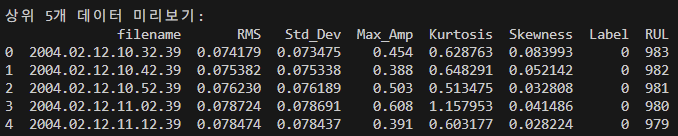 상위 5개 데이터 미리보기:
filename RMS Std_Dev Max_Amp Kurtosis Skewness Label RUL
0 2004.02.12.10.32.39 0.074179 0.073475 0.454 0.628763 0.083993 0 983
1 2004.02.12.10.42.39 0.075382 0.075338 0.388 0.648291 0.052142 0 982
2 2004.02.12.10.52.39 0.076230 0.076189 0.503 0.513475 0.032808 0 981
3 2004.02.12.11.02.39 0.078724 0.078691 0.608 1.157953 0.041486 0 980
4 2004.02.12.11.12.39 0.078474 0.078437 0.391 0.603177 0.028224 0 979